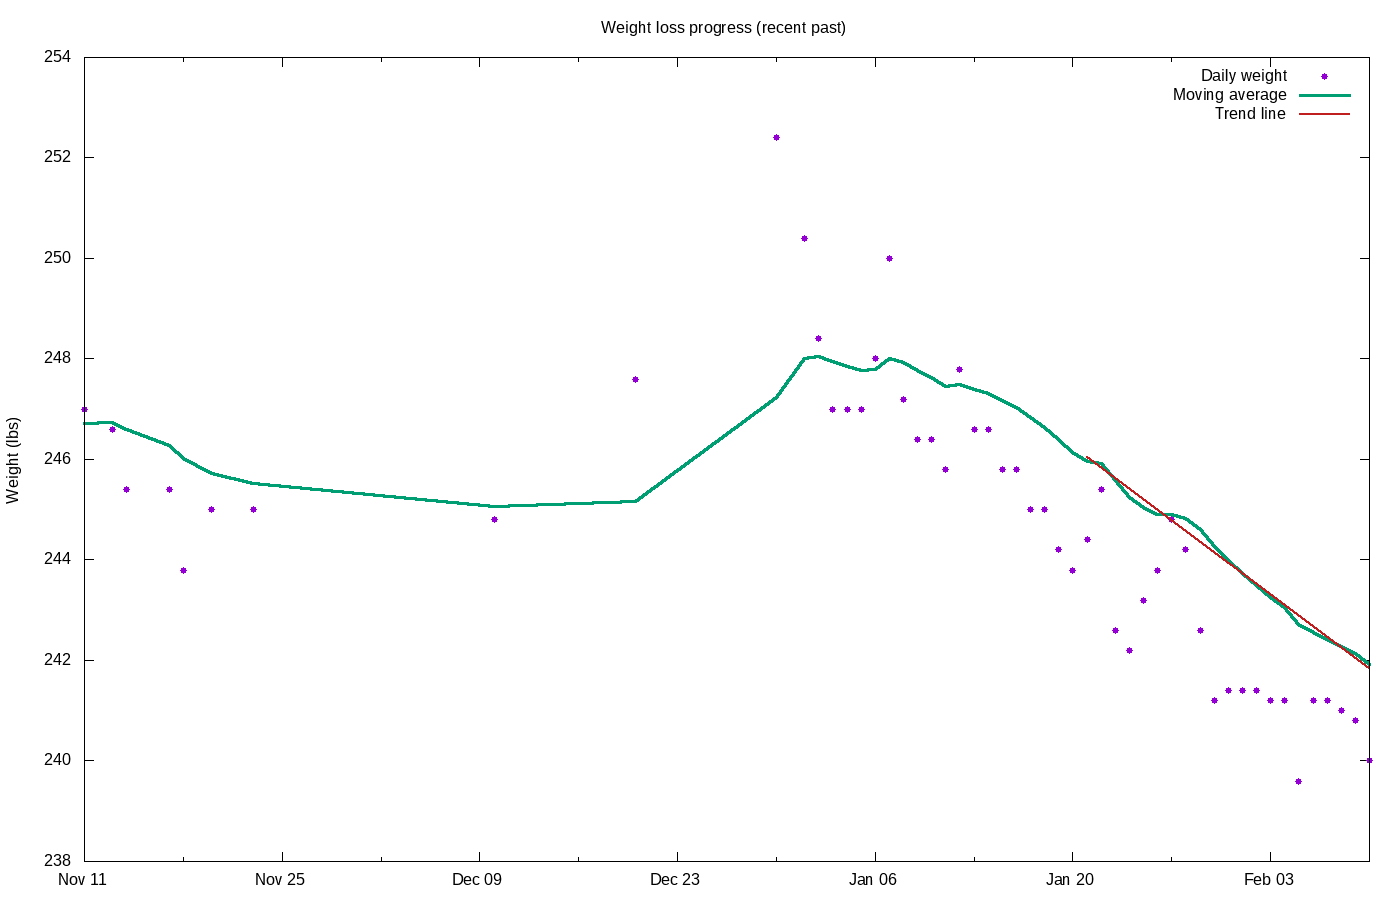 Weight loss progress (recent past)
254
252
250
248
246
244
242
240
238
Weight (lbs)
Daily weight
Moving average
Trend line
Nov 11 Nov 25 Dec 09 Dec 23 Jan 06 Jan 20 Feb 03